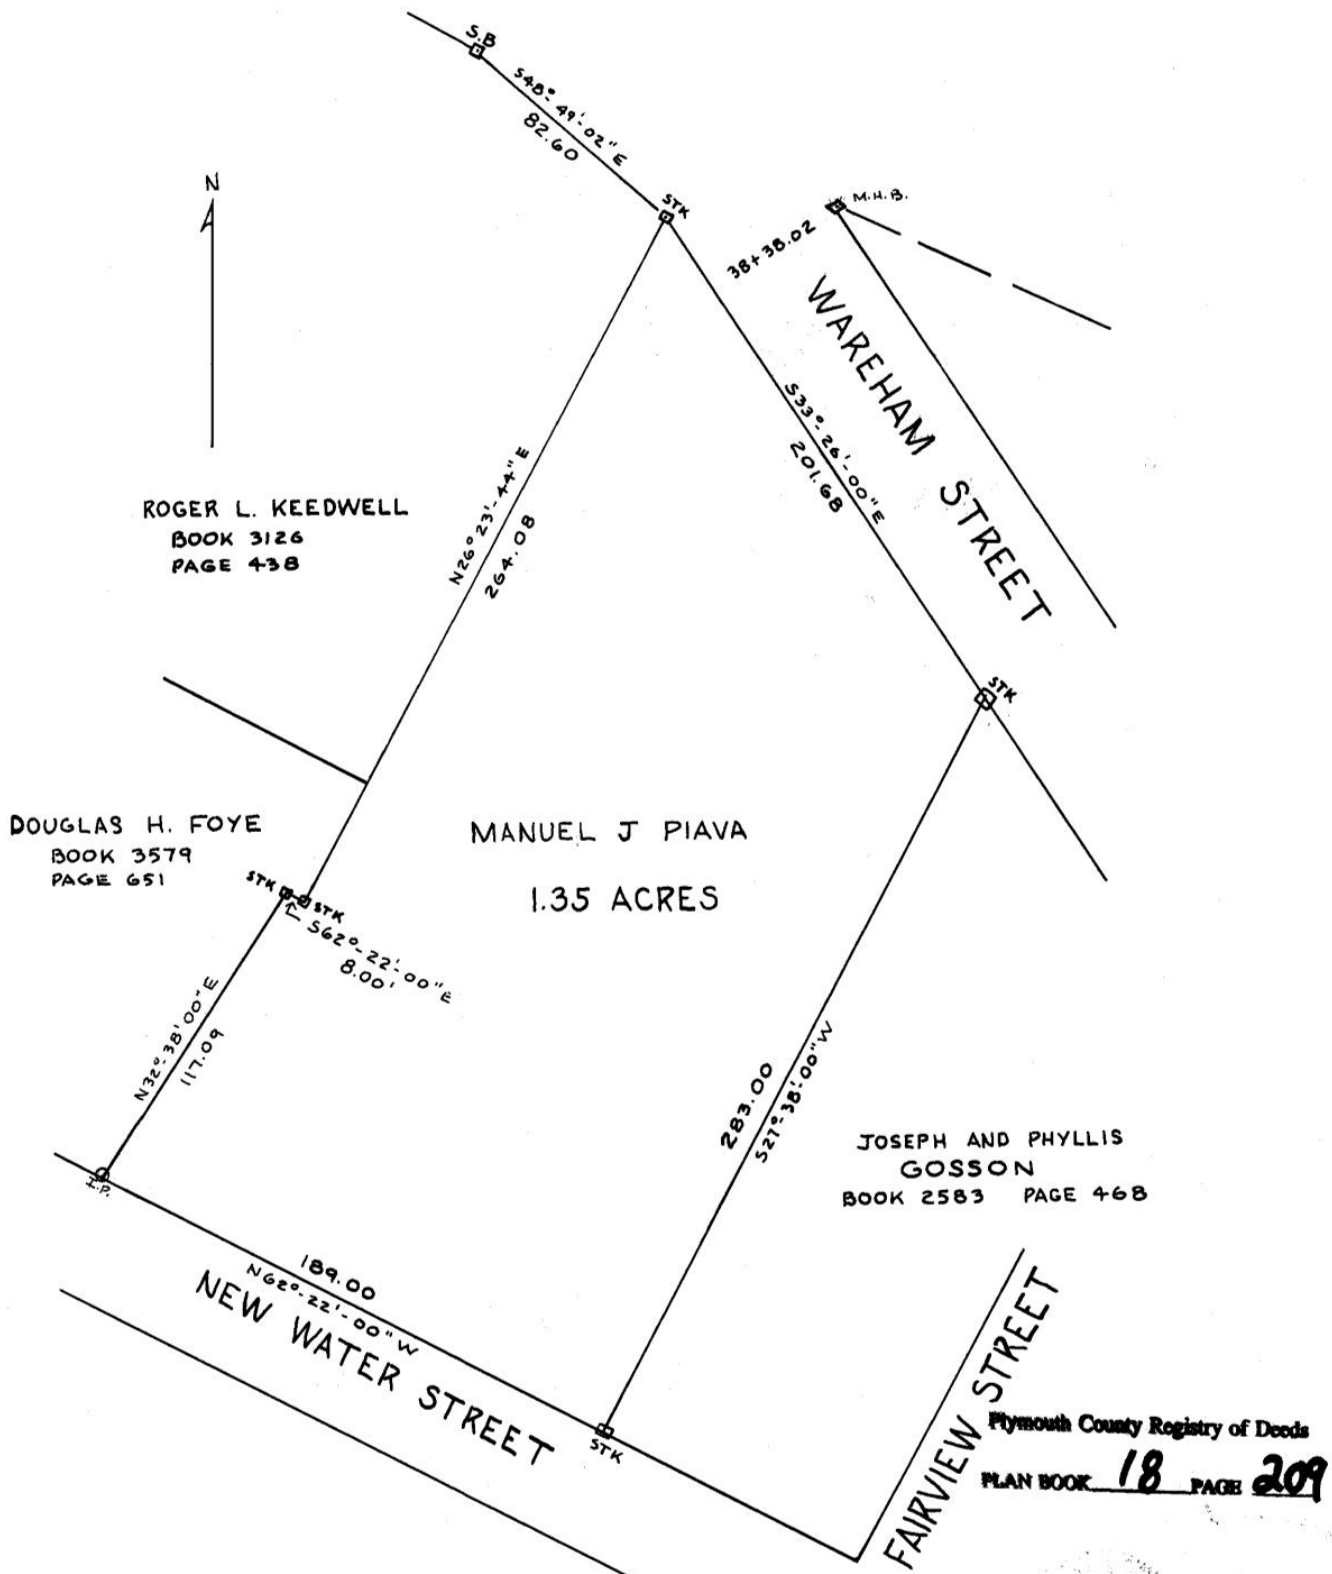 S.B
S48°-49'-02"E
82.60
STK
N
M.H.B.
38+38.02
WAREHAM STREET
S33°-26'-00"E
201.68
N26°23'-44"E
264.08
ROGER L. KEEDWELL
BOOK 3126
PAGE 438
STK
DOUGLAS H. FOYE
BOOK 3579
PAGE 651
MANUEL J PIAVA
1.35 ACRES
STK
STK
S62°-22'-00"E
8.00'
N32°-38'00"E
117.09
283.00
S27°-38'-00"W
JOSEPH AND PHYLLIS
GOSSON
BOOK 2583 PAGE 468
I.P.
189.00
N62°-22'-00"W
NEW WATER STREET
STK
FAIRVIEW STREET
Plymouth County Registry of Deeds
PLAN BOOK 18 PAGE 209